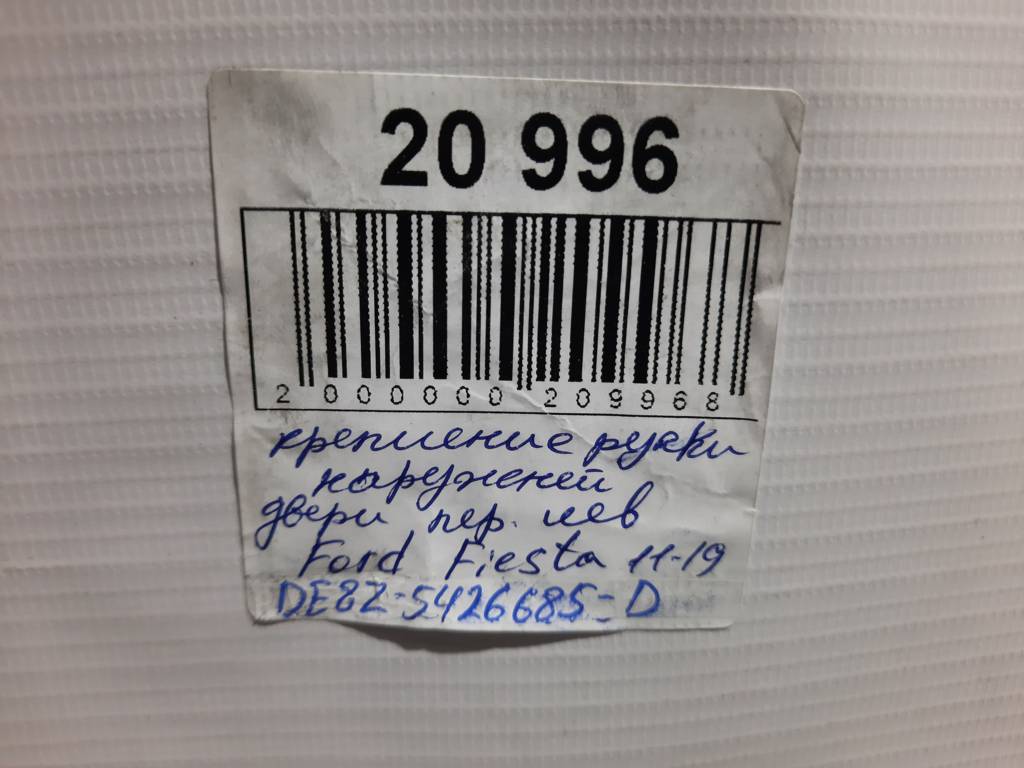 20 996
2 000000 209968
крепление ручки
наружней
двери пер. лев
Ford Fiesta 11-19
DE8Z-5426685-D